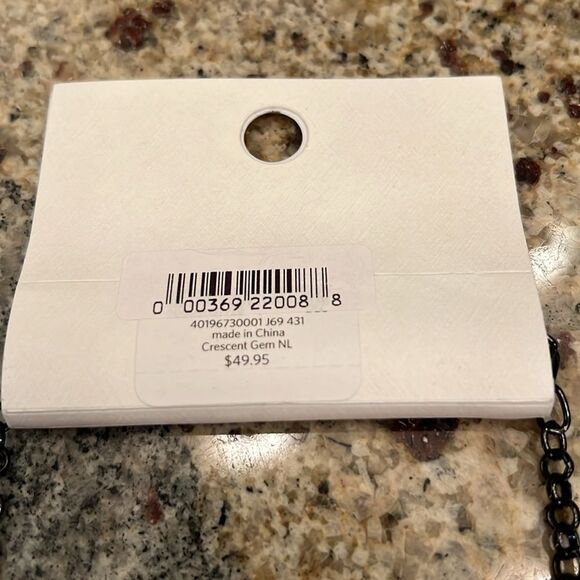 0 00369 22008 8
40196730001 J69 431
made in China
Crescent Gem NL
$49.95